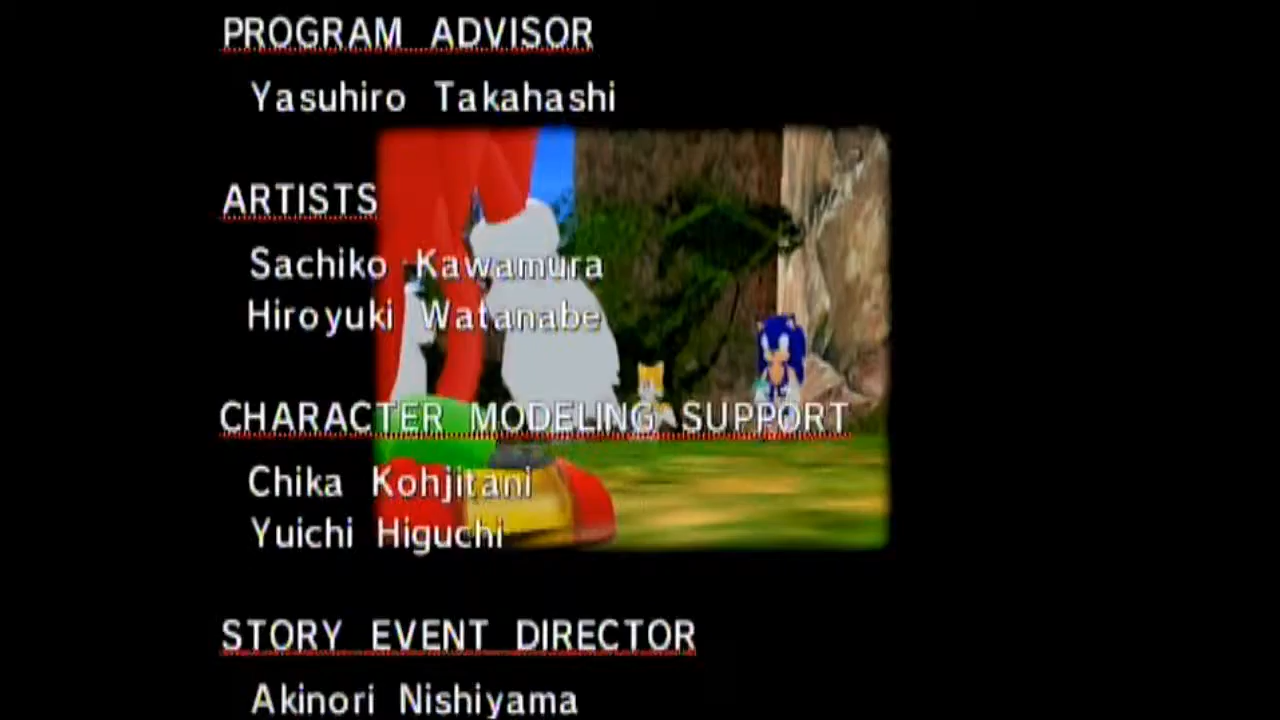 PROGRAM ADVISOR
Yasuhiro Takahashi
ARTISTS
Sachiko Kawamura
Hiroyuki Watanabe
CHARACTER MODELING SUPPORT
Chika Kohjitani
Yuichi Higuchi
STORY EVENT DIRECTOR
Akinori Nishiyama